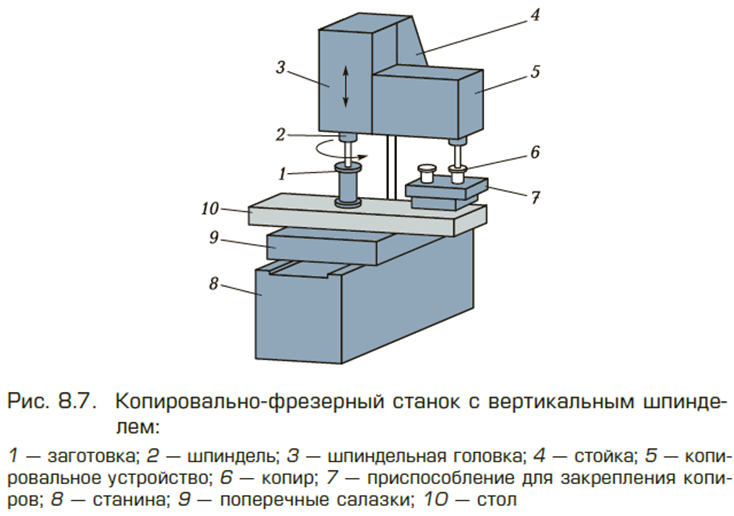 4
3
5
2
6
1
7
10
9
8
Рис. 8.7. Копировально-фрезерный станок с вертикальным шпинде-
лем:
1 — заготовка; 2 — шпиндель; 3 — шпиндельная головка; 4 — стойка; 5 — копи-
ровальное устройство; 6 — копир; 7 — приспособление для закрепления копи-
ров; 8 — станина; 9 — поперечные салазки; 10 — стол